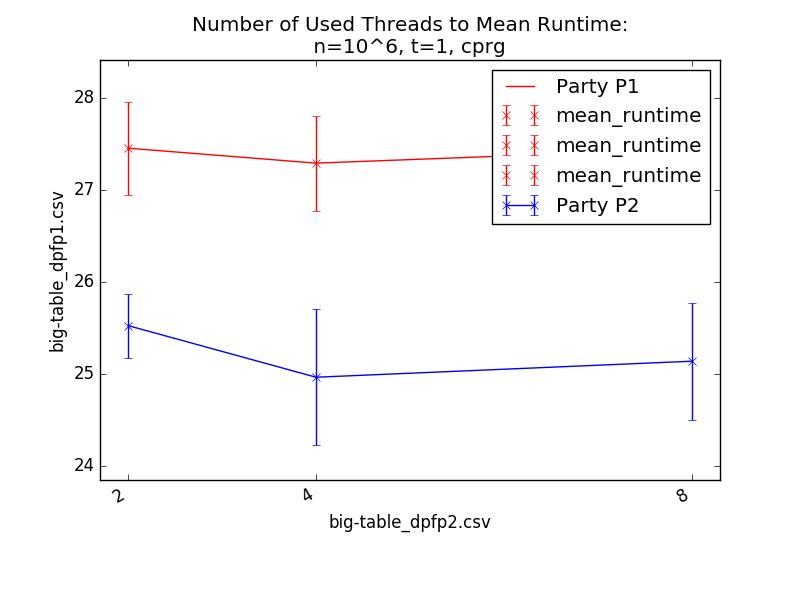 Number of Used Threads to Mean Runtime:
n=10^6, t=1, cprg
28
27
26
25
24
big-table_dpfp1.csv
Party P1
mean_runtime
mean_runtime
mean_runtime
Party P2
2
4
8
big-table_dpfp2.csv